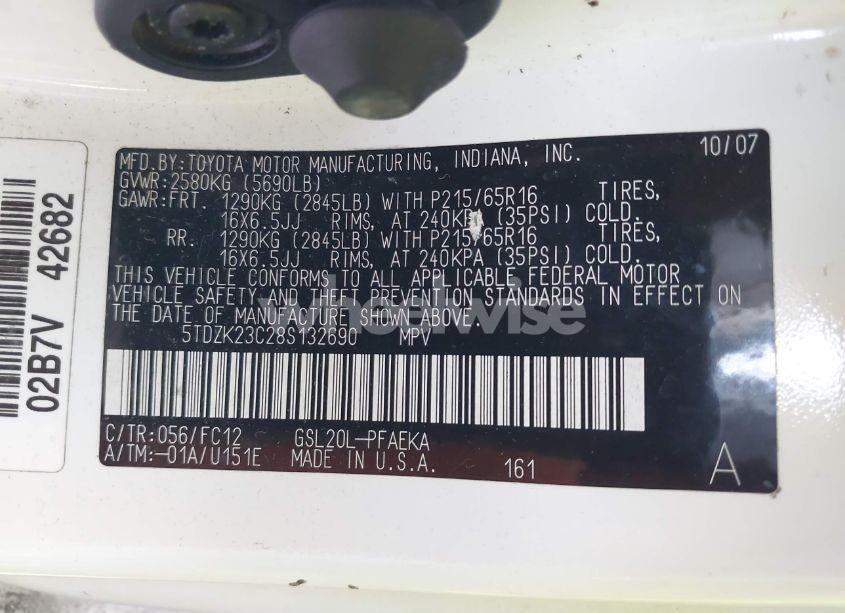 02B7V 42682
MFD.BY:TOYOTA MOTOR MANUFACTURING, INDIANA, INC. 10/07
GVWR:2580KG (5690LB)
GAWR:FRT. 1290KG (2845LB) WITH P215/65R16 TIRES,
16X6.5JJ RIMS, AT 240KPA (35PSI) COLD.
RR. 1290KG (2845LB) WITH P215/65R16 TIRES,
16X6.5JJ RIMS, AT 240KPA (35PSI) COLD.
THIS VEHICLE CONFORMS TO ALL APPLICABLE FEDERAL MOTOR
VEHICLE SAFETY AND THEFT PREVENTION STANDARDS IN EFFECT ON
THE DATE OF MANUFACTURE SHOWN ABOVE.
5TDZK23C28S132690 MPV
wheelwise
C/TR:056/FC12 GSL20L-PFAEKA
A/TM:-01A/U151E MADE IN U.S.A. 161 A